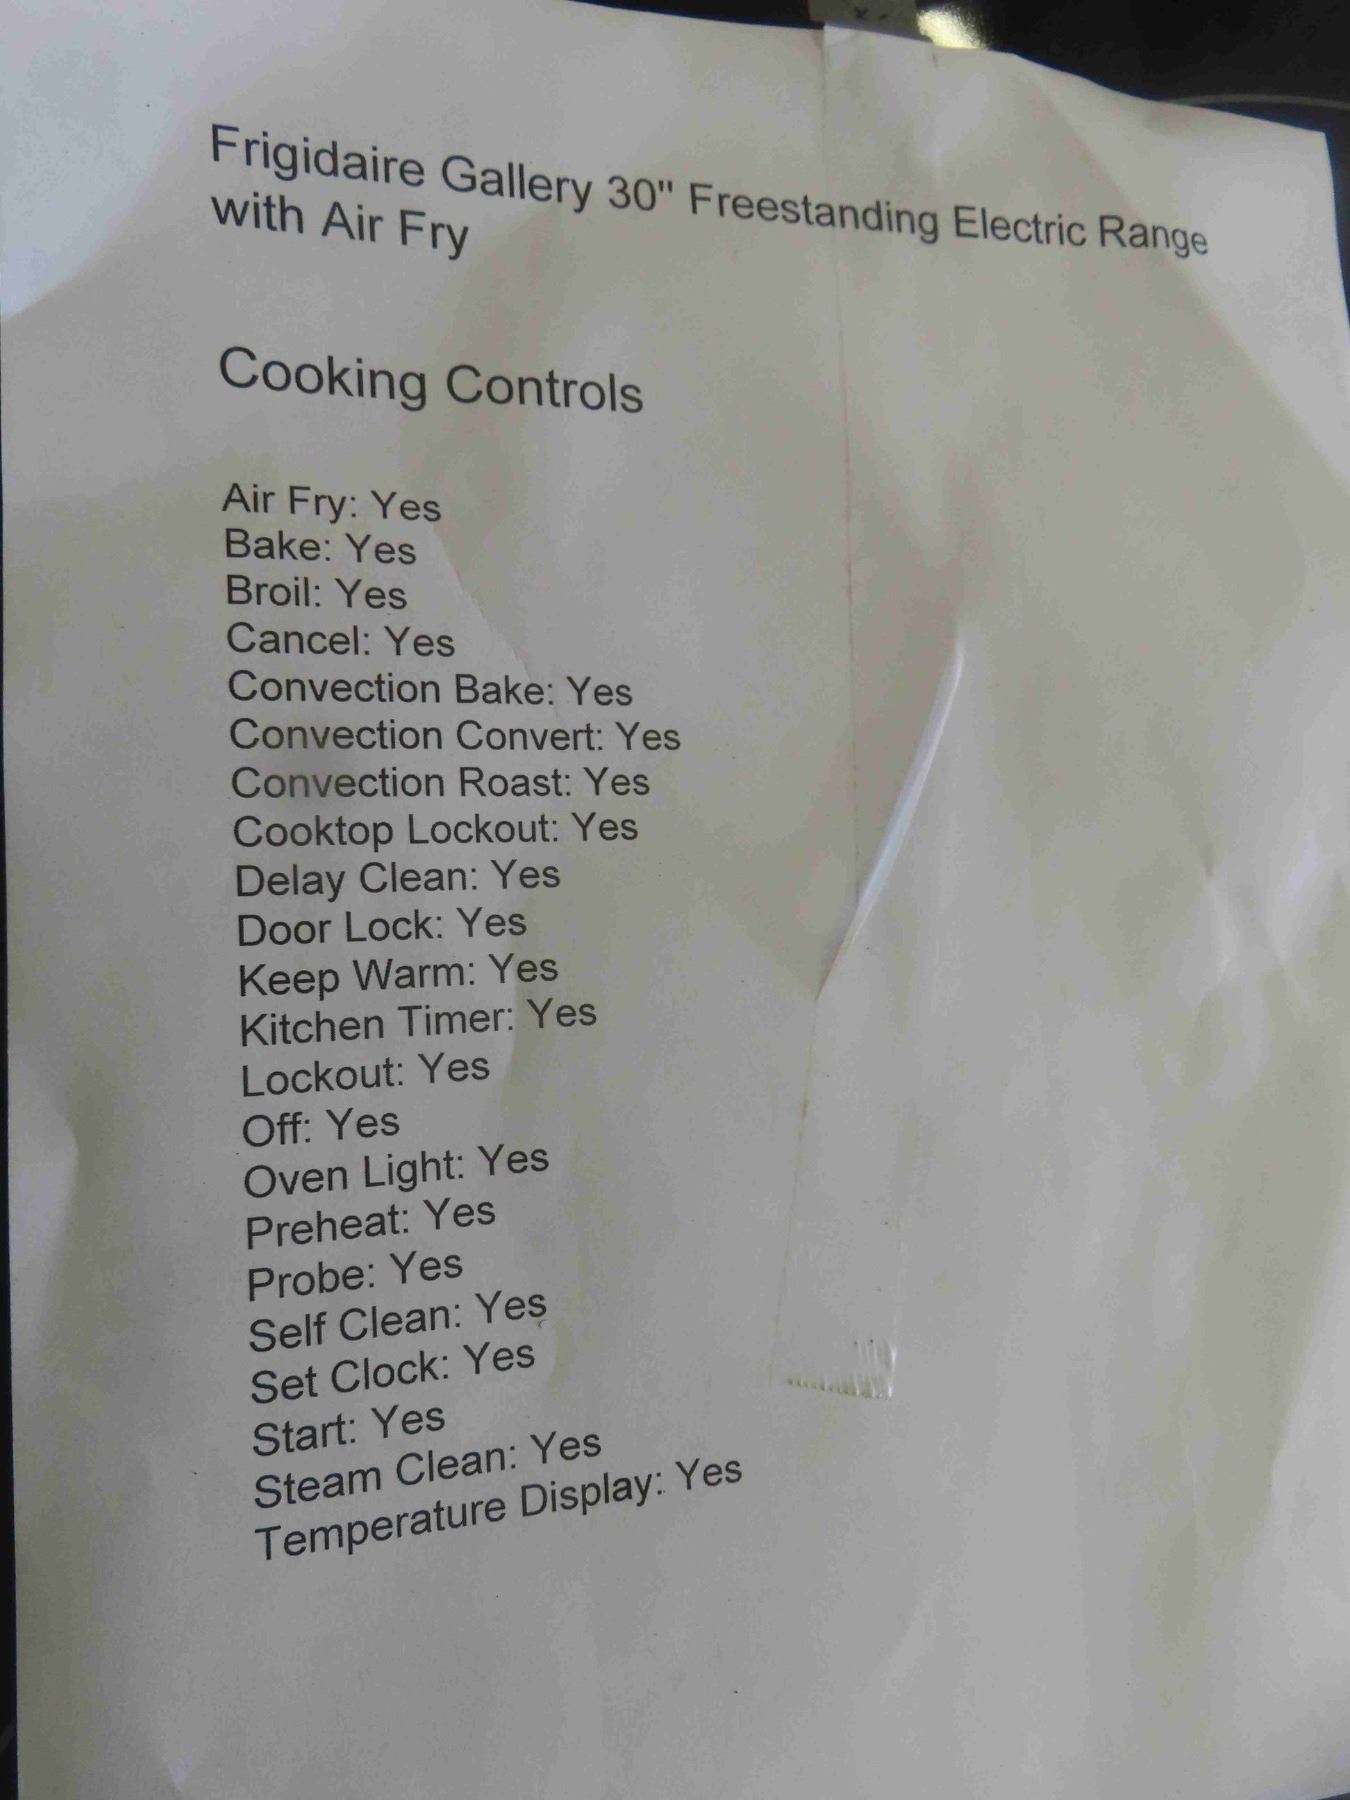 Frigidaire Gallery 30" Freestanding Electric Range
with Air Fry
Cooking Controls
Air Fry: Yes
Bake: Yes
Broil: Yes
Cancel: Yes
Convection Bake: Yes
Convection Convert: Yes
Convection Roast: Yes
Cooktop Lockout: Yes
Delay Clean: Yes
Door Lock: Yes
Keep Warm: Yes
Kitchen Timer: Yes
Lockout: Yes
Off: Yes
Oven Light: Yes
Preheat: Yes
Probe: Yes
Self Clean: Yes
Set Clock: Yes
Start: Yes
Steam Clean: Yes
Temperature Display: Yes